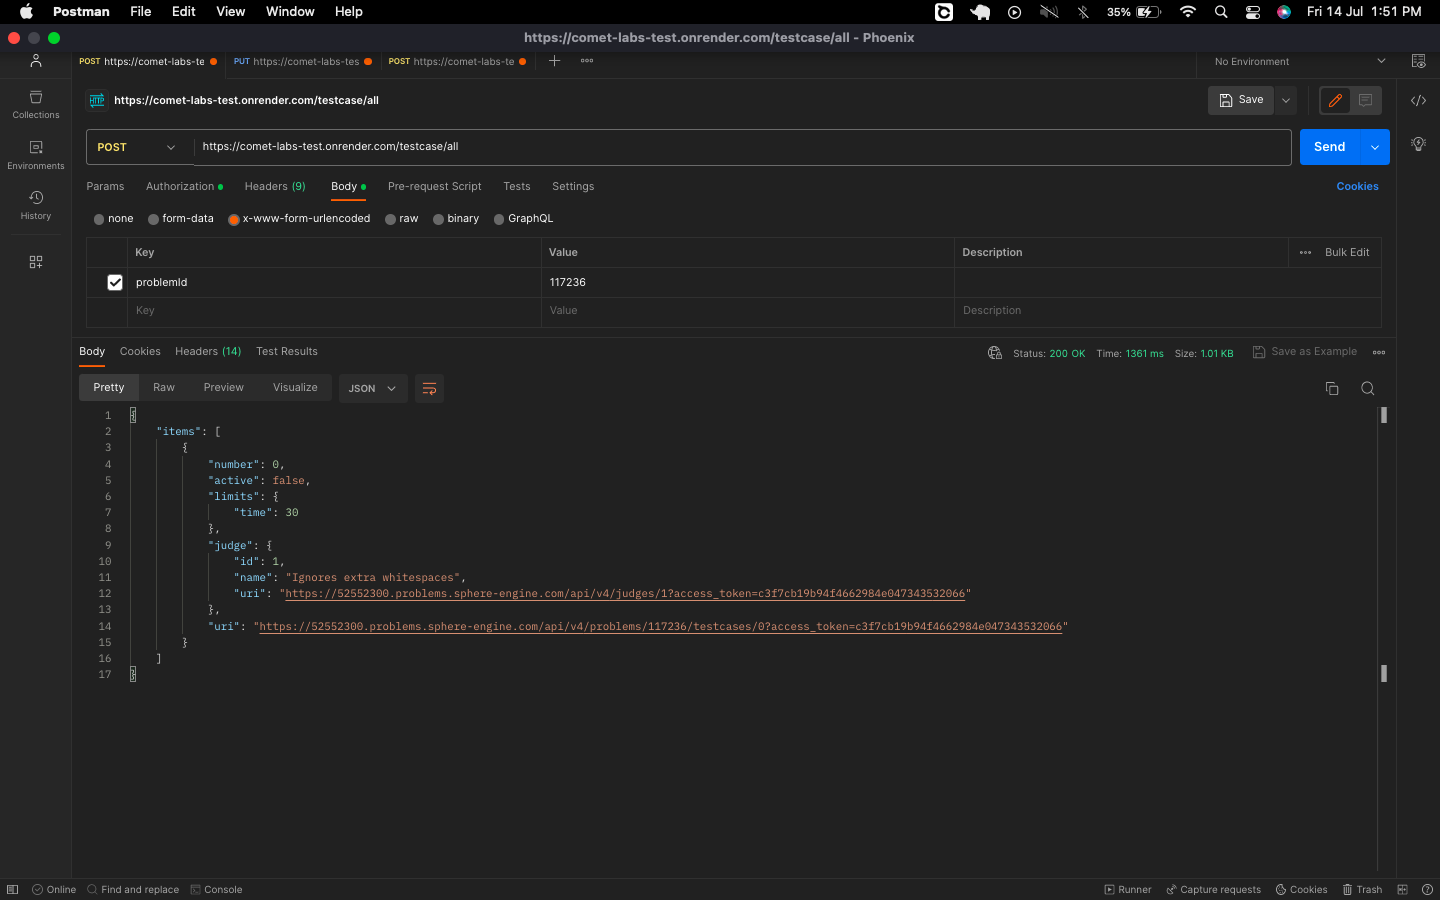 Postman File Edit View Window Help 35% Fri 14 Jul 1:51 PM
https://comet-labs-test.onrender.com/testcase/all - Phoenix
POST https://comet-labs-te PUT https://comet-labs-tes POST https://comet-labs-te No Environment
HTTP https://comet-labs-test.onrender.com/testcase/all Save
Collections
Environments
History
POST https://comet-labs-test.onrender.com/testcase/all Send
Params Authorization Headers (9) Body Pre-request Script Tests Settings Cookies
none form-data x-www-form-urlencoded raw binary GraphQL
Key Value Description Bulk Edit
problemId 117236
Key Value Description
Body Cookies Headers (14) Test Results Status: 200 OK Time: 1361 ms Size: 1.01 KB Save as Example
Pretty Raw Preview Visualize JSON
1 {
2 "items": [
3 {
4 "number": 0,
5 "active": false,
6 "limits": {
7 "time": 30
8 },
9 "judge": {
10 "id": 1,
11 "name": "Ignores extra whitespaces",
12 "uri": "https://52552300.problems.sphere-engine.com/api/v4/judges/1?access_token=c3f7cb19b94f4662984e047343532066"
13 },
14 "uri": "https://52552300.problems.sphere-engine.com/api/v4/problems/117236/testcases/0?access_token=c3f7cb19b94f4662984e047343532066"
15 }
16 ]
17 }
Online Find and replace Console Runner Capture requests Cookies Trash